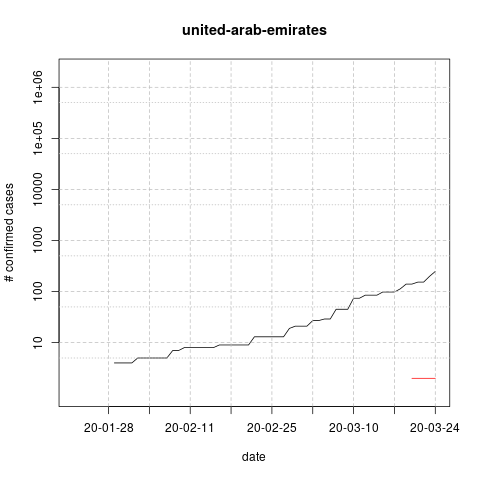 united-arab-emirates
# confirmed cases
1e+06
1e+05
10000
1000
100
10
20-01-28
20-02-11
20-02-25
20-03-10
20-03-24
date